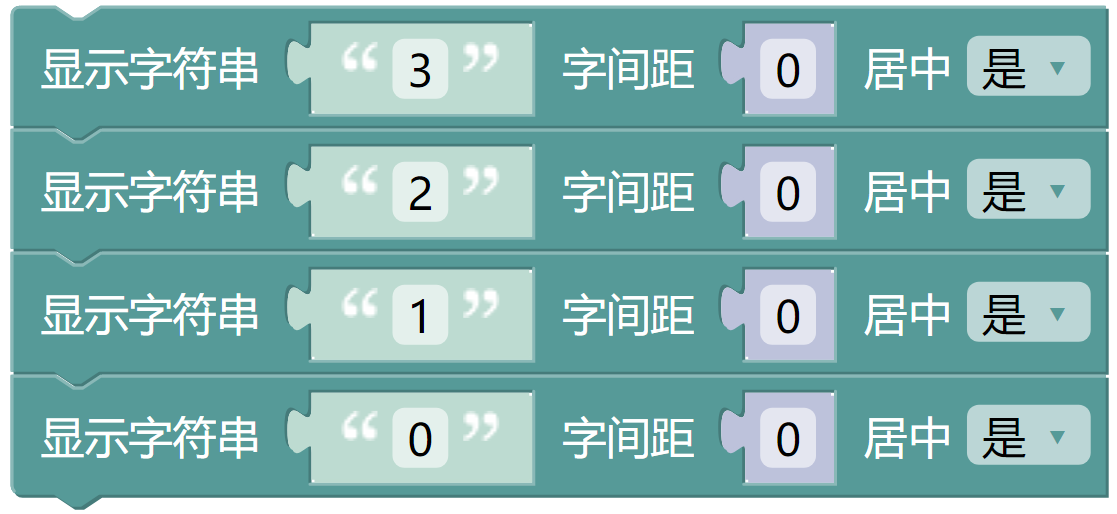 显示字符串 “ 3 ” 字间距 0 居中 是
显示字符串 “ 2 ” 字间距 0 居中 是
显示字符串 “ 1 ” 字间距 0 居中 是
显示字符串 “ 0 ” 字间距 0 居中 是